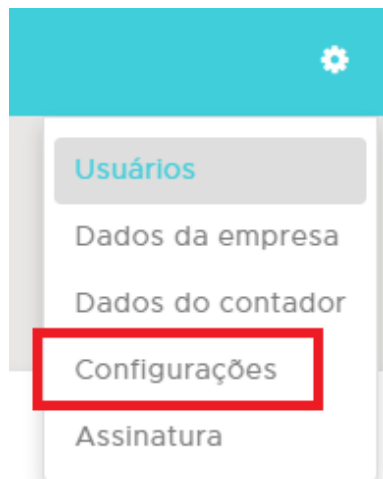 Usuários
Dados da empresa
Dados do contador
Configurações
Assinatura